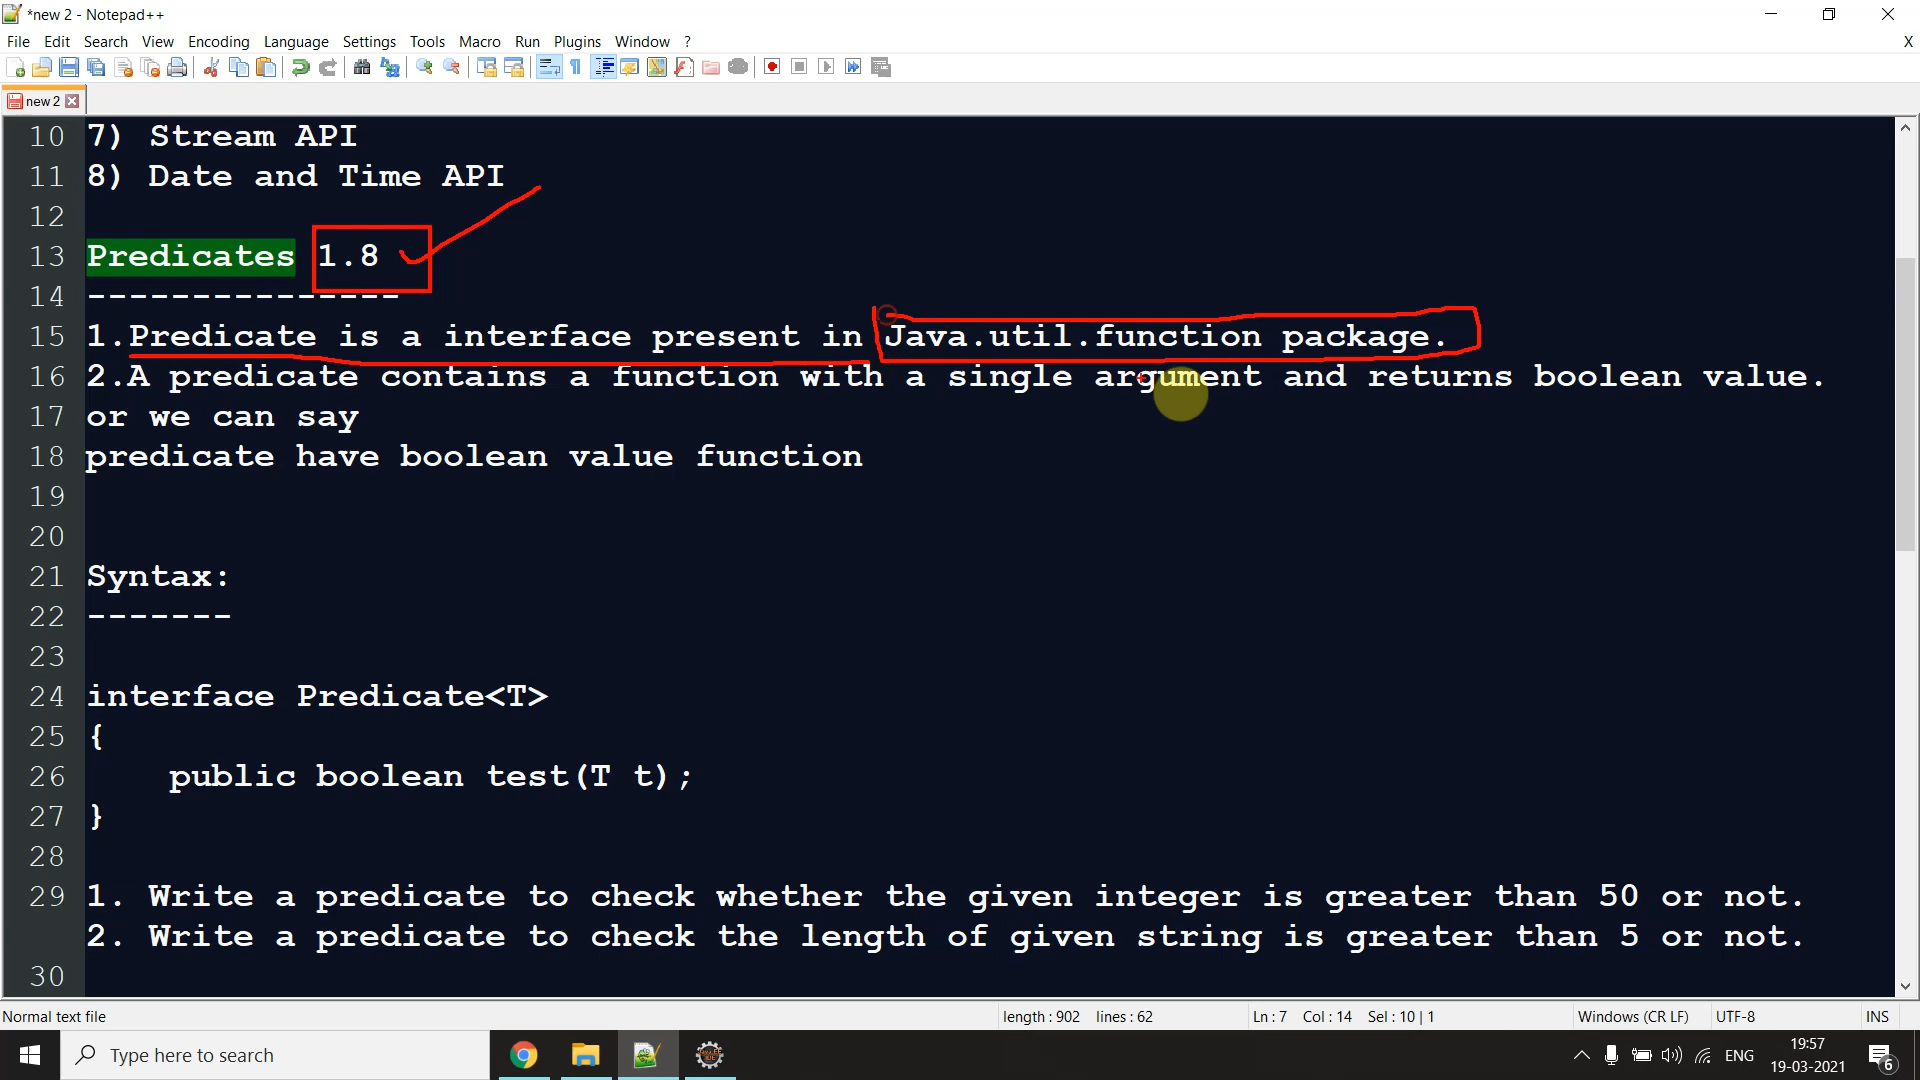 *new 2 - Notepad++
File Edit Search View Encoding Language Settings Tools Macro Run Plugins Window ? X
new 2
10 7) Stream API
11 8) Date and Time API
12
13 Predicates 1.8
14 ---------------
15 1.Predicate is a interface present in Java.util.function package.
16 2.A predicate contains a function with a single argument and returns boolean value.
17 or we can say
18 predicate have boolean value function
19
20
21 Syntax:
22 -------
23
24 interface Predicate<T>
25 {
26 public boolean test(T t);
27 }
28
29 1. Write a predicate to check whether the given integer is greater than 50 or not.
2. Write a predicate to check the length of given string is greater than 5 or not.
30
Normal text file length : 902 lines : 62 Ln : 7 Col : 14 Sel : 10 | 1 Windows (CR LF) UTF-8 INS
Type here to search ENG 19:57
19-03-2021 6